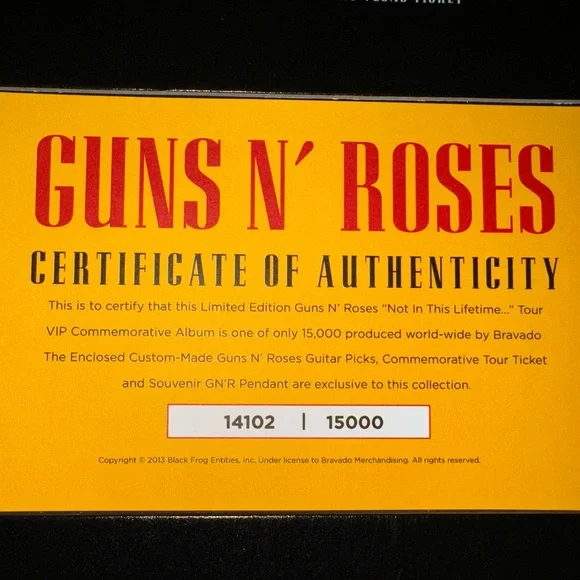 TICKET
GUNS N' ROSES
CERTIFICATE OF AUTHENTICITY
This is to certify that this Limited Edition Guns N' Roses "Not In This Lifetime..." Tour
VIP Commemorative Album is one of only 15,000 produced world-wide by Bravado
The Enclosed Custom-Made Guns N' Roses Guitar Picks, Commemorative Tour Ticket
and Souvenir GN'R Pendant are exclusive to this collection.
14102 | 15000
Copyright © 2013 Black Frog Entities, Inc. Under license to Bravado Merchandising. All rights reserved.